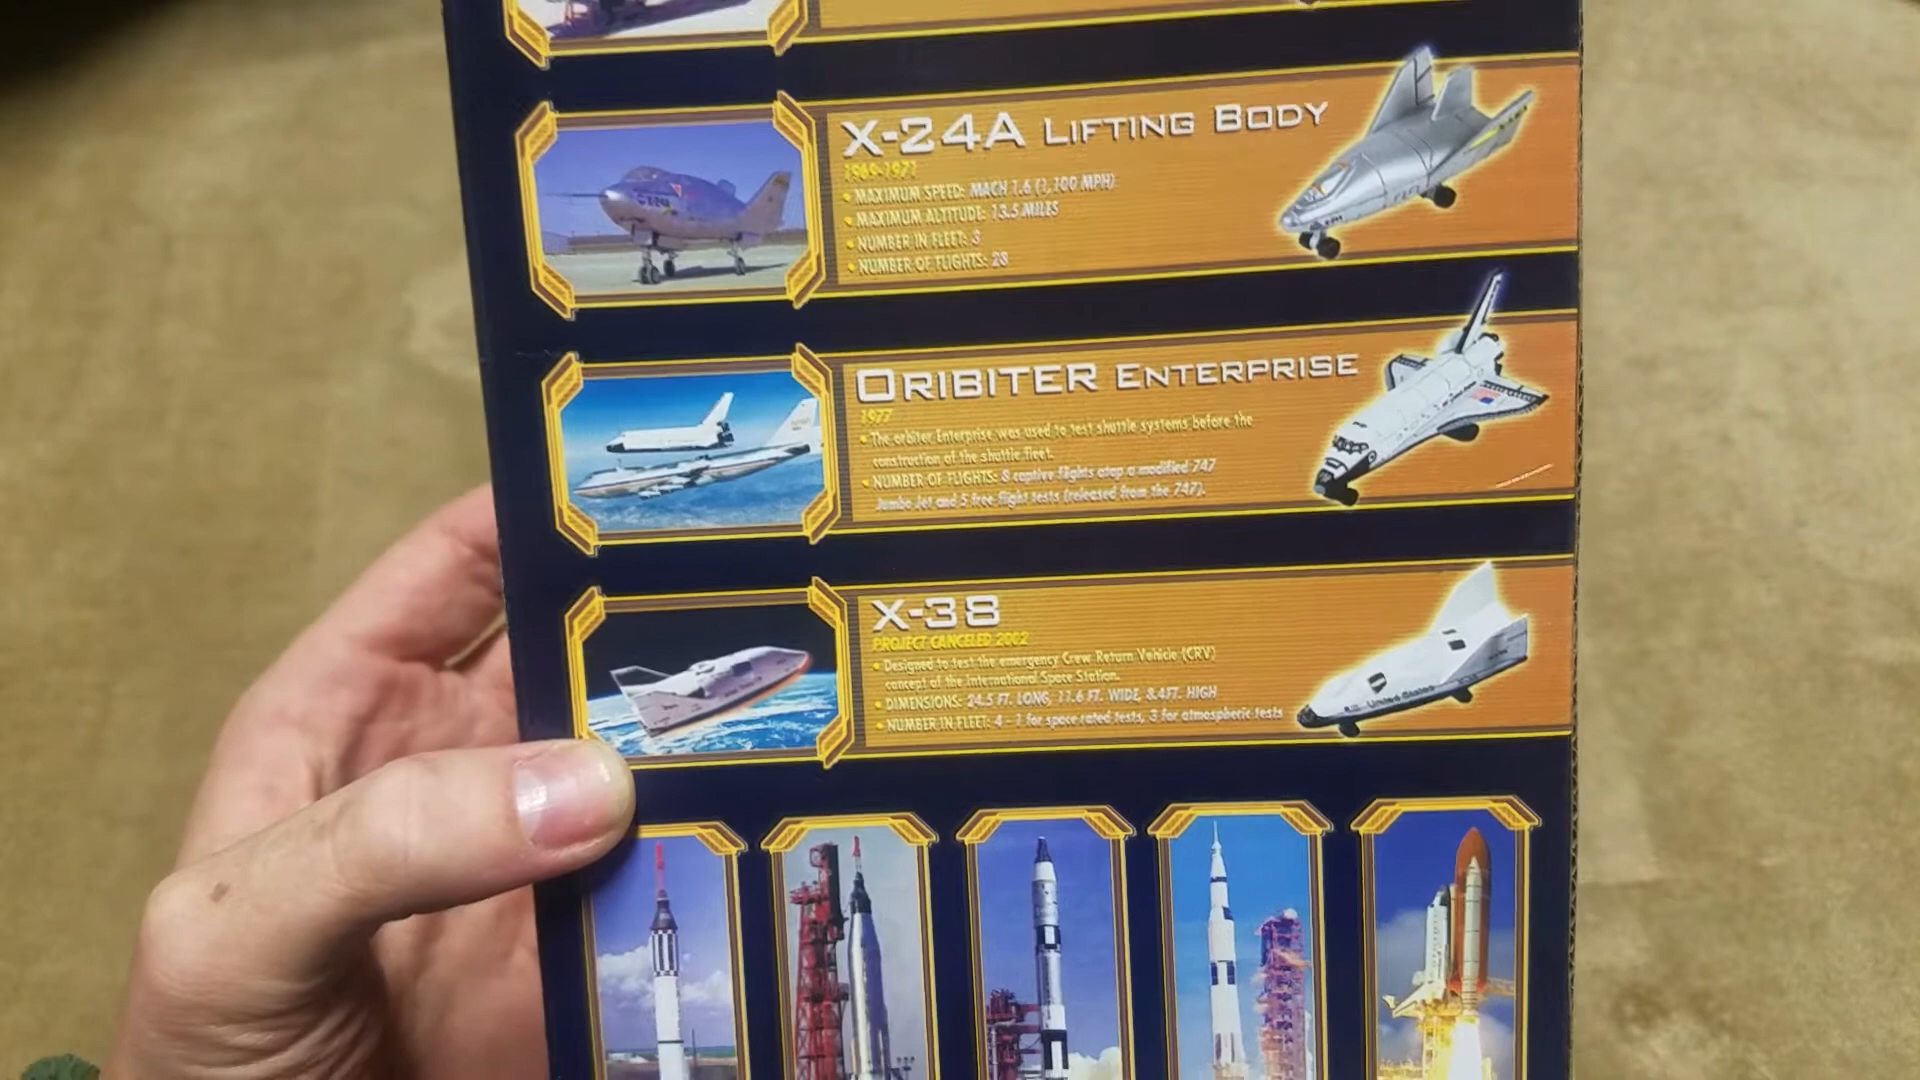 X-24A LIFTING BODY
1969-1971
• MAXIMUM SPEED: MACH 1.6 (1,100 MPH)
• MAXIMUM ALTITUDE: 13.5 MILES
• NUMBER IN FLEET: 3
• NUMBER OF FLIGHTS: 28
ORIBITER ENTERPRISE
1977
• The orbiter Enterprise was used to test shuttle systems before the
construction of the shuttle fleet.
• NUMBER OF FLIGHTS: 8 captive flights atop a modified 747
Jumbo Jet and 5 free flight tests (released from the 747).
X-38
PROJECT CANCELED 2002
• Designed to test the emergency Crew Return Vehicle (CRV)
concept of the International Space Station.
• DIMENSIONS: 24.5 FT. LONG, 11.6 FT. WIDE, 8.4FT. HIGH
• NUMBER IN FLEET: 4 - 1 for space rated tests, 3 for atmospheric tests
United States